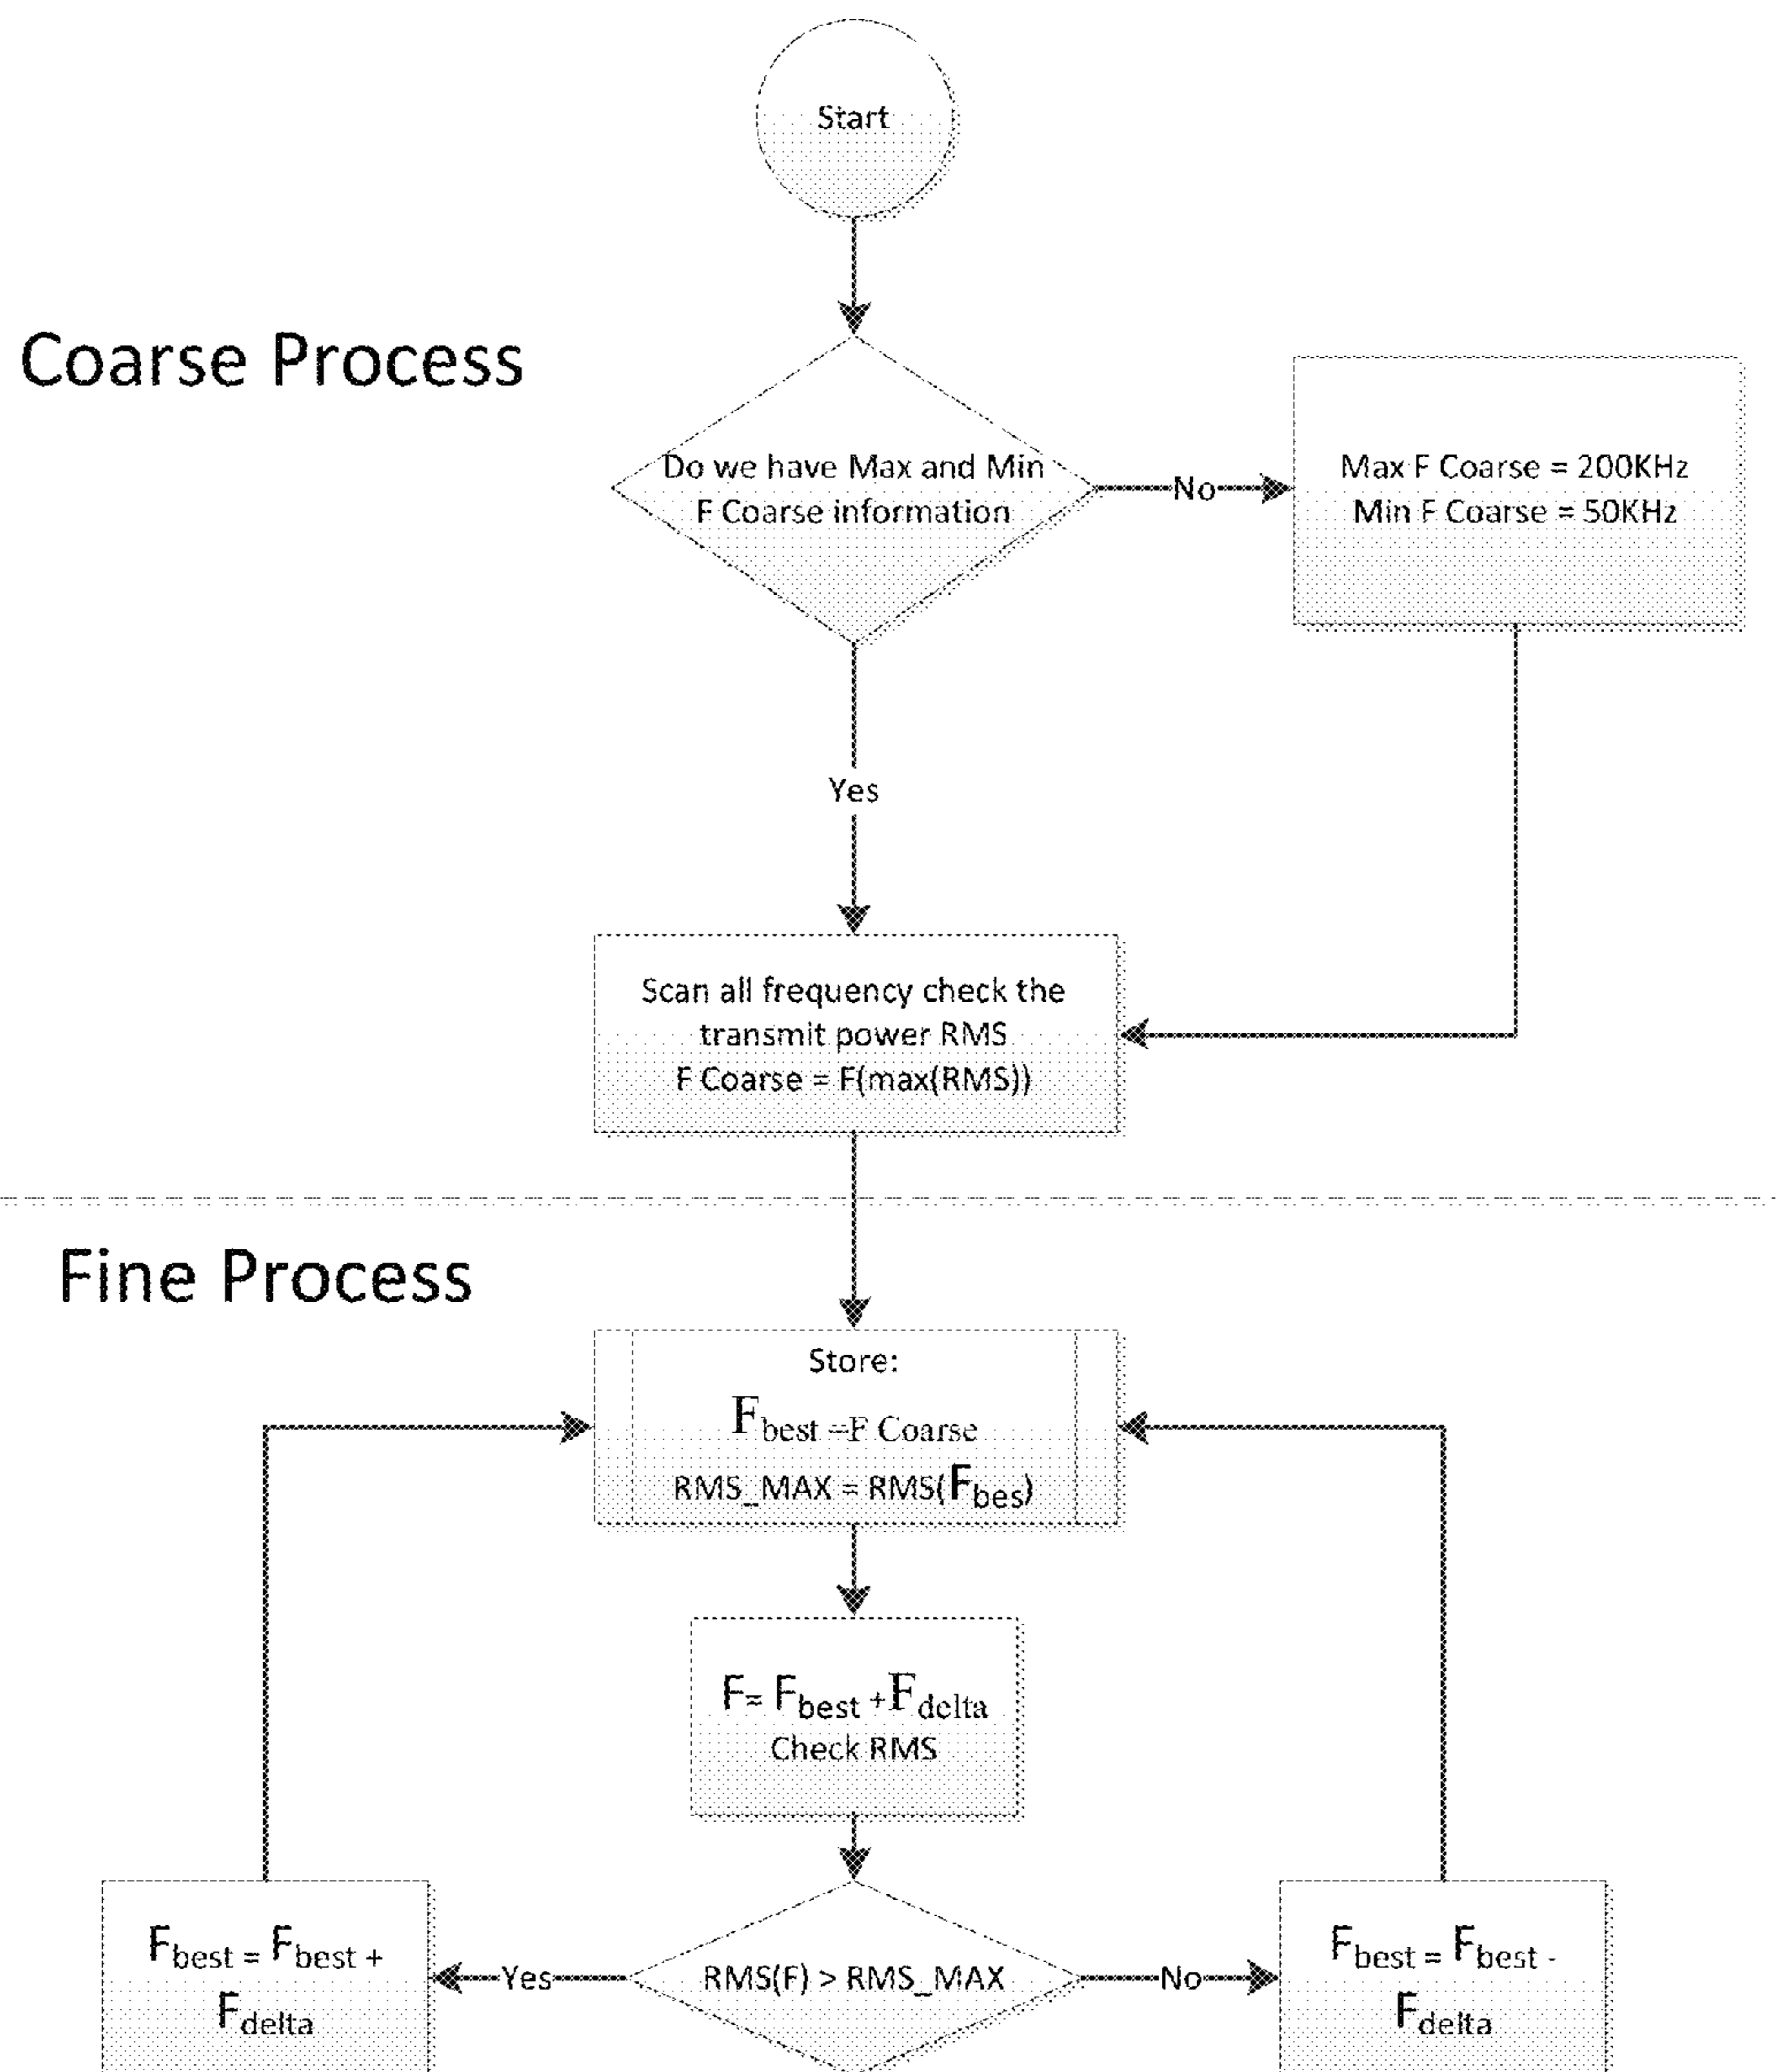 Start
Coarse Process
Do we have Max and Min
F Coarse information
No
Max F Coarse = 200KHz
Min F Coarse = 50KHz
Yes
Scan all frequency check the
transmit power RMS
F Coarse = F(max(RMS))
Fine Process
Store:
Fbest =F Coarse
RMS_MAX = RMS(Fbes)
F= Fbest +Fdelta
Check RMS
Fbest = Fbest +
Fdelta
Yes
RMS(F) > RMS_MAX
No
Fbest = Fbest -
Fdelta